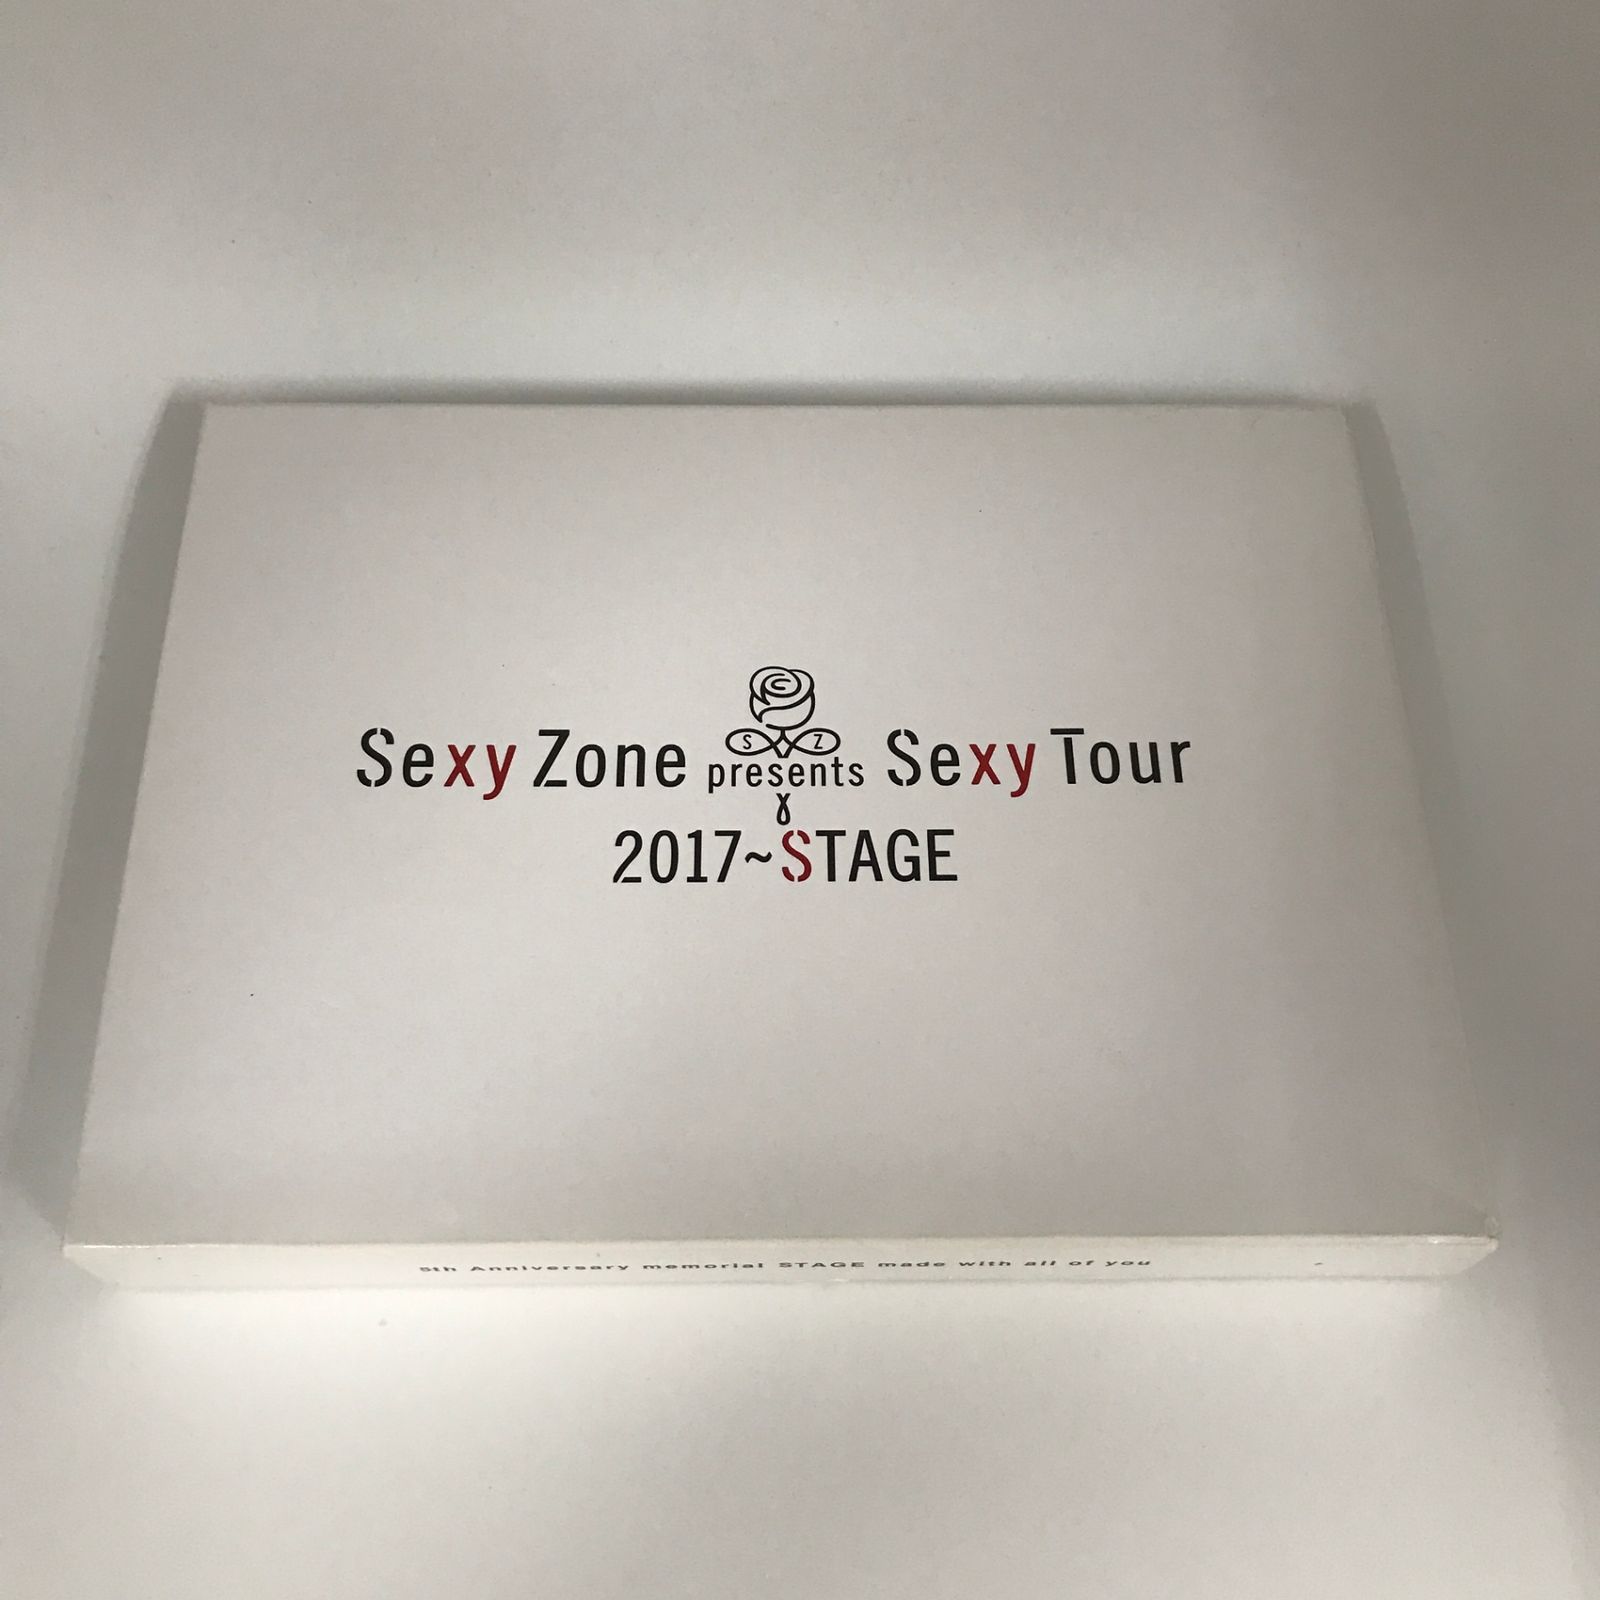 Sexy Zone presents Sexy Tour
S Z
2017~STAGE
5th Anniversary memorial STAGE made with all of you